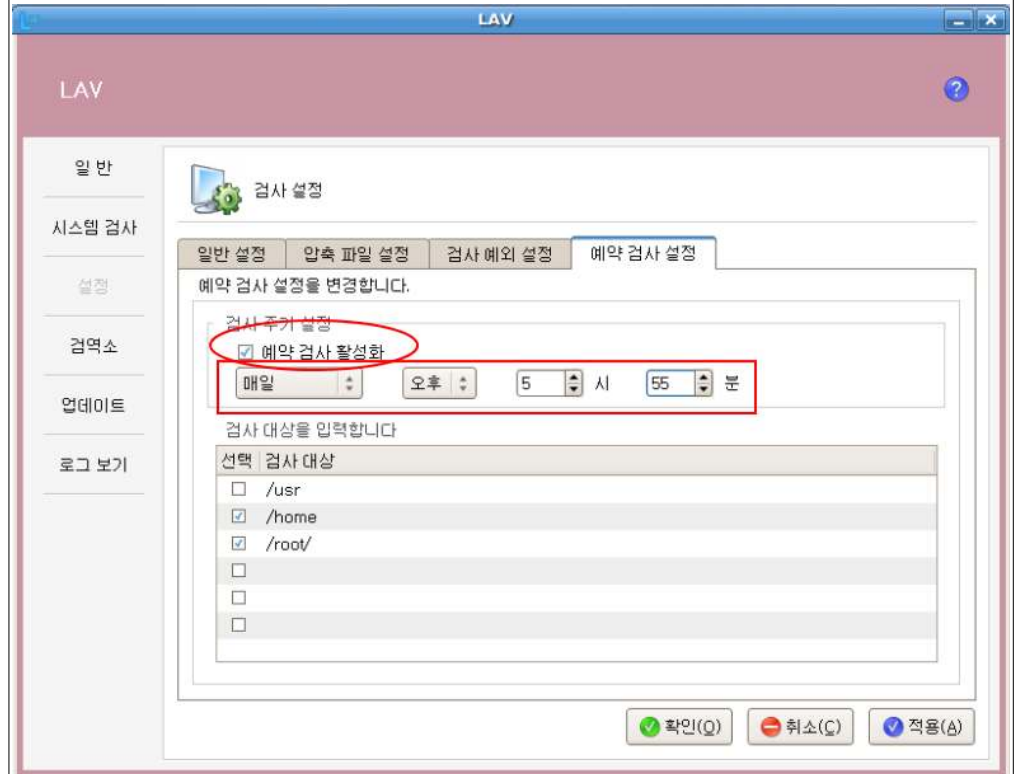 LAV
LAV
일 반
시스템 검사
설정
검역소
업데이트
로그 보기
검사 설정
일반 설정 압축 파일 설정 검사 예외 설정 예약 검사 설정
예약 검사 설정을 변경합니다.
검사 주기 설정
예약 검사 활성화
매일 오후 5 시 55 분
검사 대상을 입력합니다
선택 검사 대상
/usr
/home
/root/
확인(O) 취소(C) 적용(A)